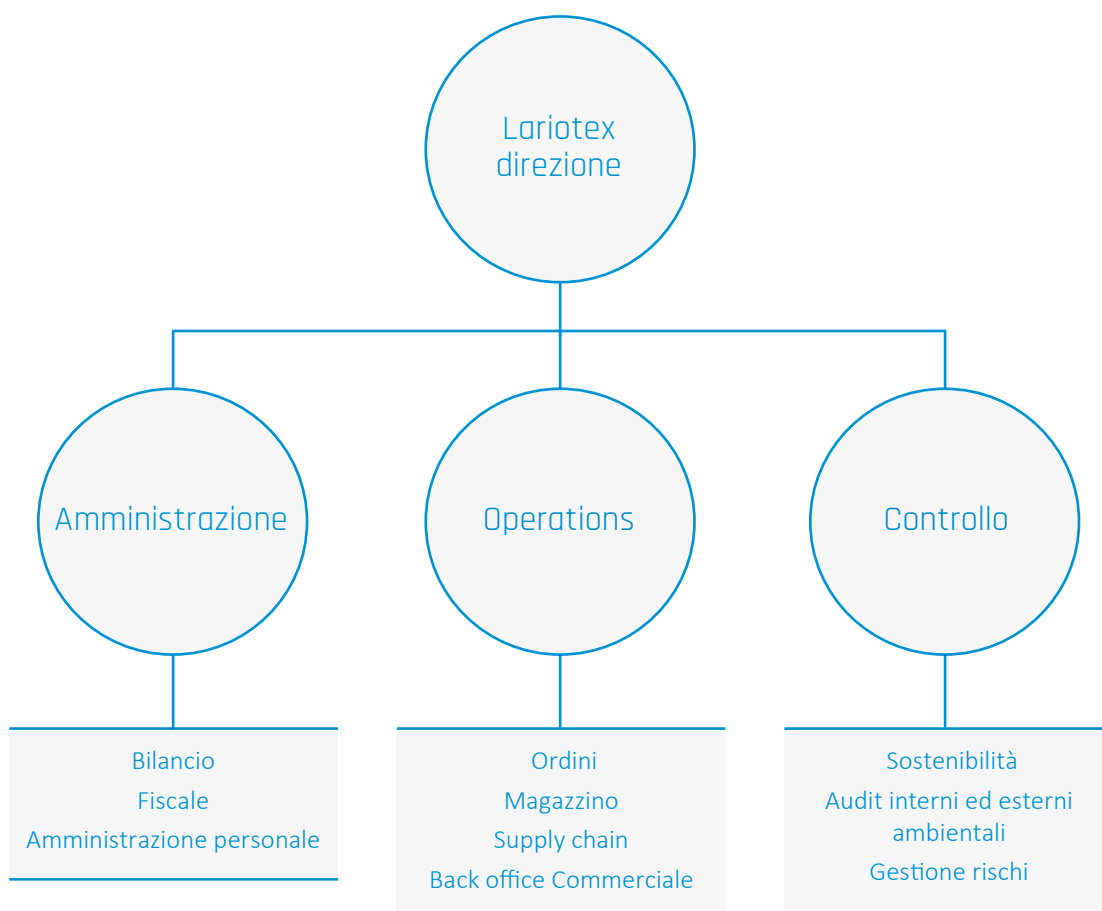 Lariotex
direzione
Amministrazione
Operations
Controllo
Bilancio
Fiscale
Amministrazione personale
Ordini
Magazzino
Supply chain
Back office Commerciale
Sostenibilità
Audit interni ed esterni
ambientali
Gestione rischi